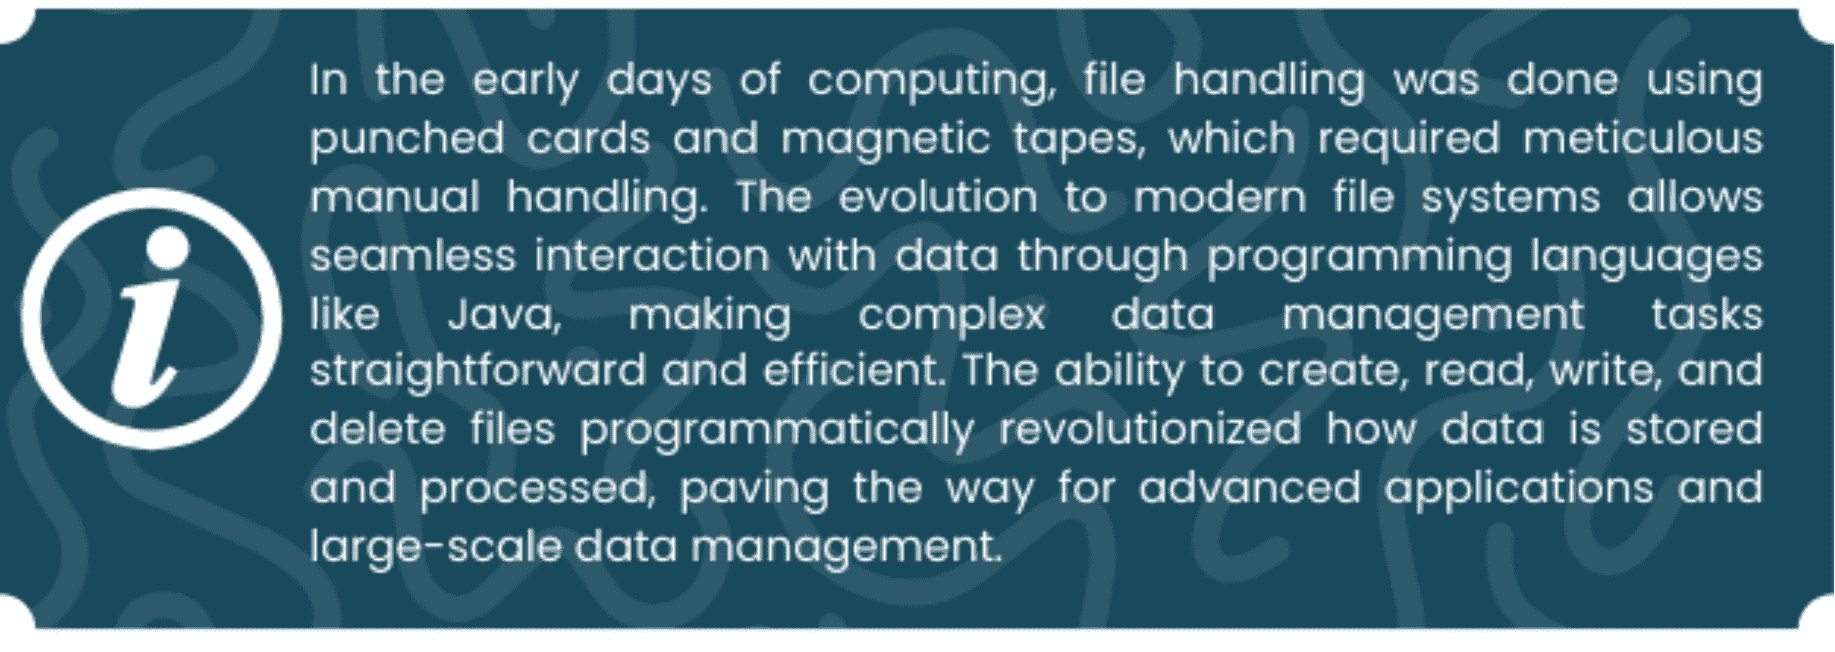 In the early days of computing, file handling was done using
punched cards and magnetic tapes, which required meticulous
manual handling. The evolution to modern file systems allows
seamless interaction with data through programming languages
like Java, making complex data management tasks
straightforward and efficient. The ability to create, read, write, and
delete files programmatically revolutionized how data is stored
and processed, paving the way for advanced applications and
large-scale data management.